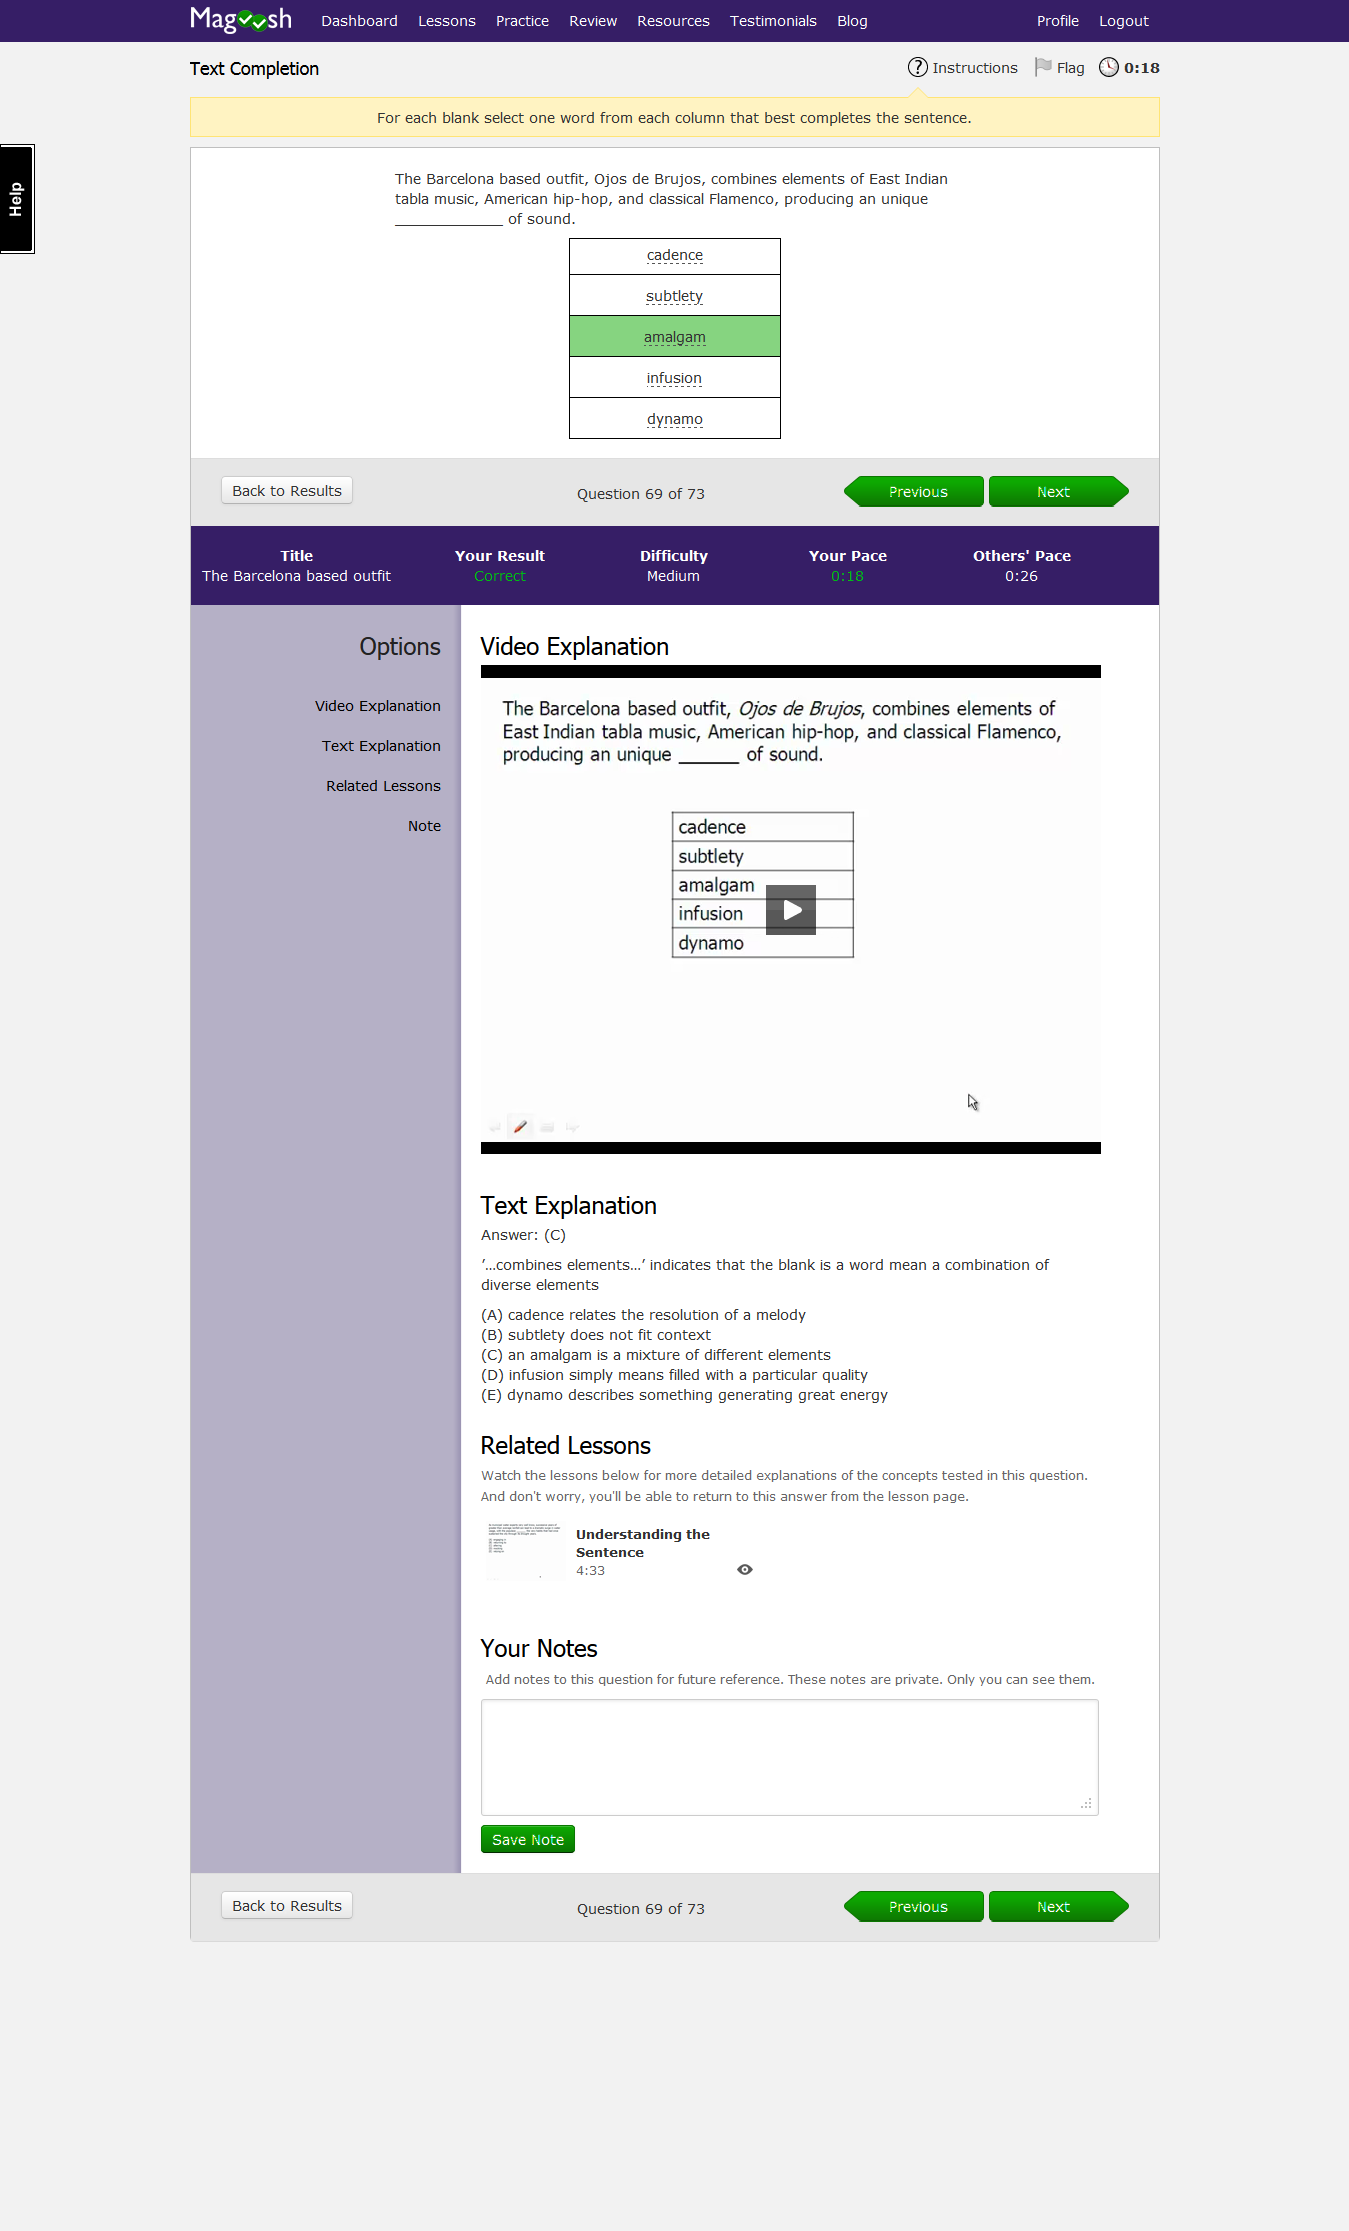 Magoosh Dashboard Lessons Practice Review Resources Testimonials Blog Profile Logout
Text Completion Instructions Flag 0:18
For each blank select one word from each column that best completes the sentence.
Help
The Barcelona based outfit, Ojos de Brujos, combines elements of East Indian
tabla music, American hip-hop, and classical Flamenco, producing an unique
_____________ of sound.
cadence
subtlety
amalgam
infusion
dynamo
Back to Results Question 69 of 73 Previous Next
Title Your Result Difficulty Your Pace Others' Pace
The Barcelona based outfit Correct Medium 0:18 0:26
Options
Video Explanation
Text Explanation
Related Lessons
Note
Video Explanation
The Barcelona based outfit, Ojos de Brujos, combines elements of
East Indian tabla music, American hip-hop, and classical Flamenco,
producing an unique ______ of sound.
cadence
subtlety
amalgam
infusion
dynamo
Text Explanation
Answer: (C)
’...combines elements...’ indicates that the blank is a word mean a combination of
diverse elements
(A) cadence relates the resolution of a melody
(B) subtlety does not fit context
(C) an amalgam is a mixture of different elements
(D) infusion simply means filled with a particular quality
(E) dynamo describes something generating great energy
Related Lessons
Watch the lessons below for more detailed explanations of the concepts tested in this question.
And don't worry, you'll be able to return to this answer from the lesson page.
Understanding the
Sentence
4:33
Your Notes
Add notes to this question for future reference. These notes are private. Only you can see them.
Save Note
Back to Results Question 69 of 73 Previous Next